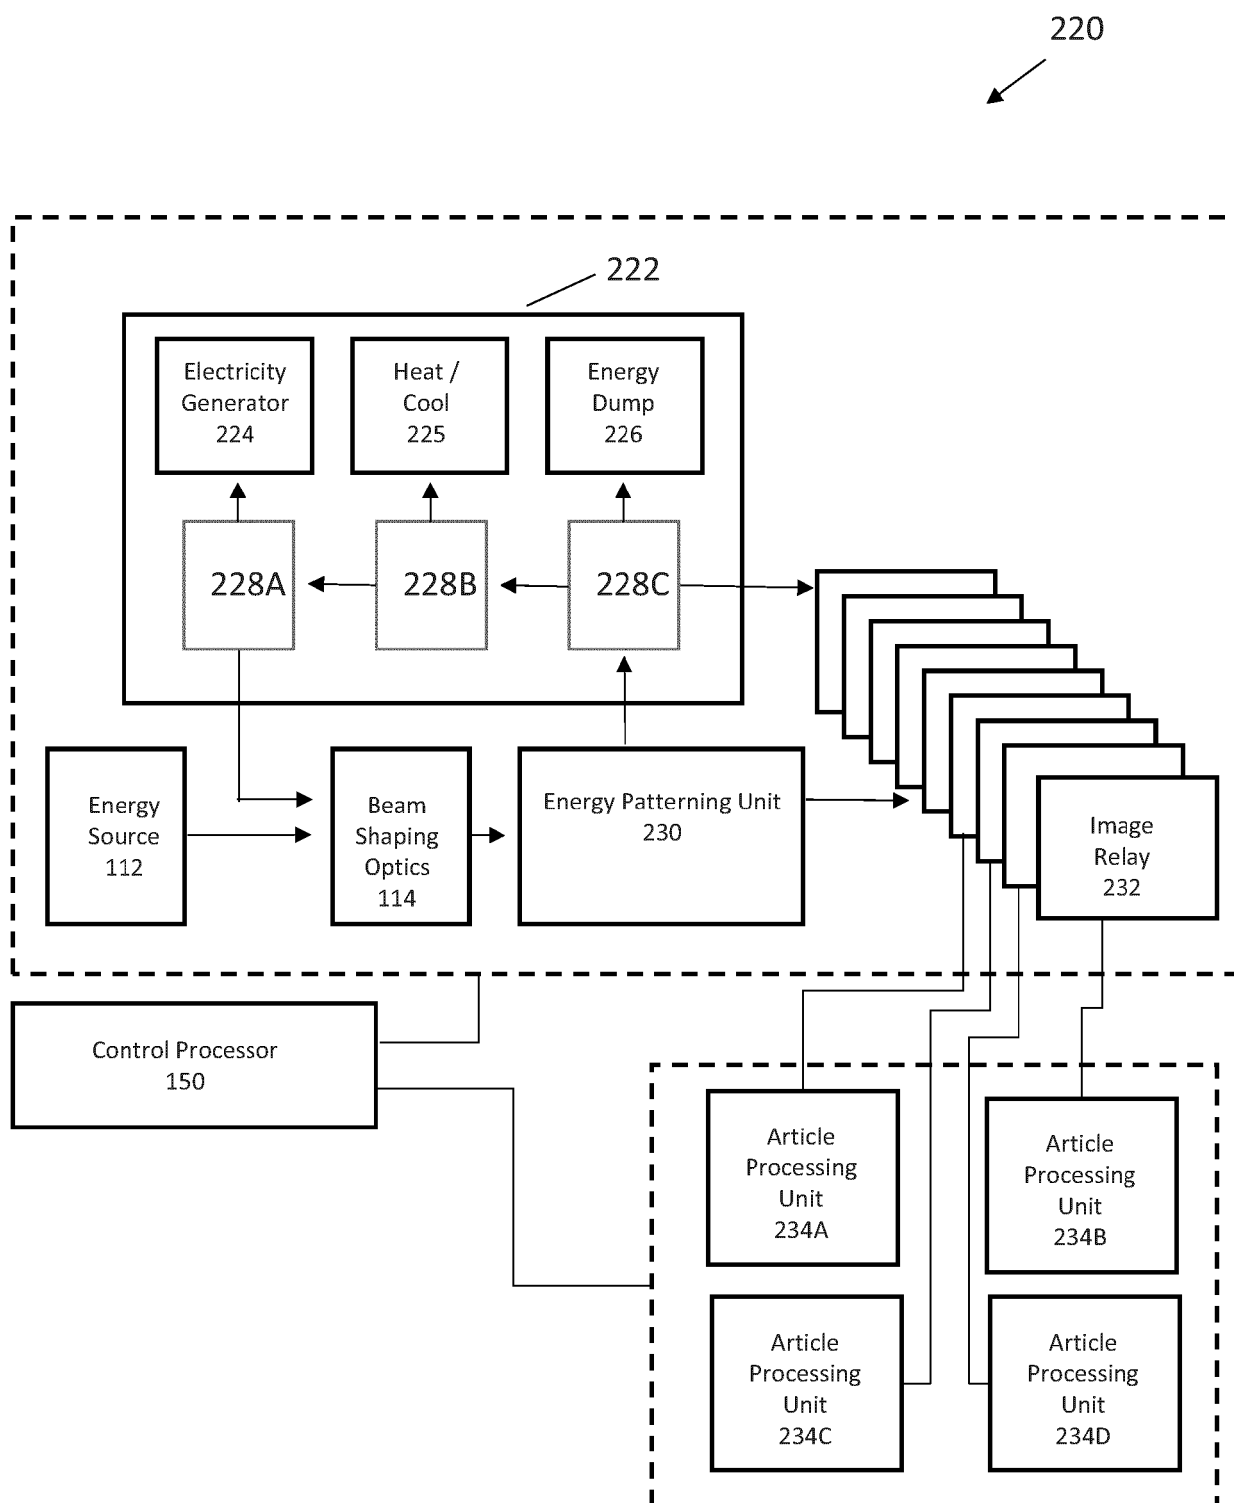 220
222
Electricity
Generator
224
Heat /
Cool
225
Energy
Dump
226
228A
228B
228C
Energy
Source
112
Beam
Shaping
Optics
114
Energy Patterning Unit
230
Image
Relay
232
Control Processor
150
Article
Processing
Unit
234A
Article
Processing
Unit
234B
Article
Processing
Unit
234C
Article
Processing
Unit
234D